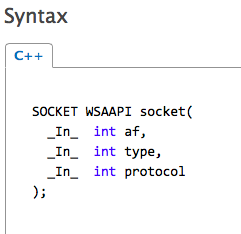 Syntax
C++
SOCKET WSAAPI socket(
  _In_  int af,
  _In_  int type,
  _In_  int protocol
);